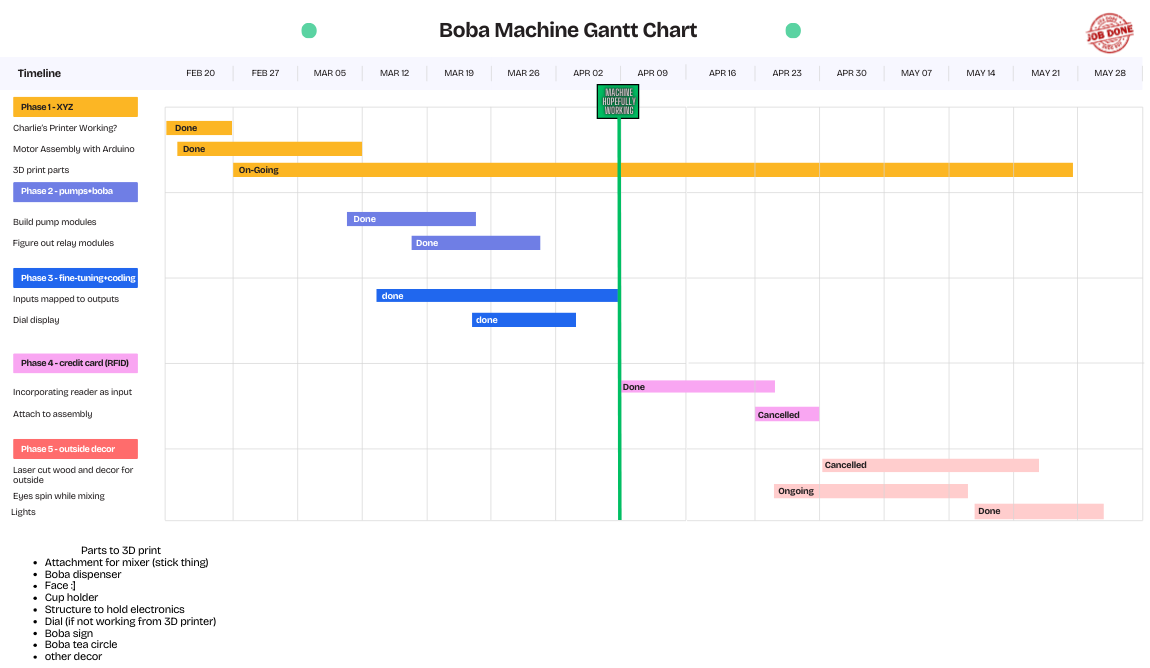 Boba Machine Gantt Chart
JOB DONE
Timeline
FEB 20
FEB 27
MAR 05
MAR 12
MAR 19
MAR 26
APR 02
APR 09
APR 16
APR 23
APR 30
MAY 07
MAY 14
MAY 21
MAY 28
MACHINE
HOPEFULLY
WORKING
Phase 1 - XYZ
Charlie's Printer Working?
Done
Motor Assembly with Arduino
Done
3D print parts
On-Going
Phase 2 - pumps+boba
Build pump modules
Done
Figure out relay modules
Done
Phase 3 - fine-tuning+coding
Inputs mapped to outputs
done
Dial display
done
Phase 4 - credit card (RFID)
Incorporating reader as input
Done
Attach to assembly
Cancelled
Phase 5 - outside decor
Laser cut wood and decor for
outside
Cancelled
Eyes spin while mixing
Ongoing
Lights
Done
Parts to 3D print
• Attachment for mixer (stick thing)
• Boba dispenser
• Face :]
• Cup holder
• Structure to hold electronics
• Dial (if not working from 3D printer)
• Boba sign
• Boba tea circle
• other decor